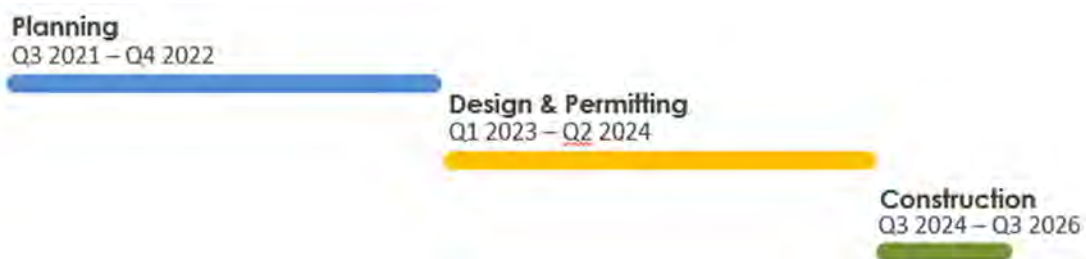 Planning
Q3 2021 – Q4 2022
Design & Permitting
Q1 2023 – Q2 2024
Construction
Q3 2024 – Q3 2026